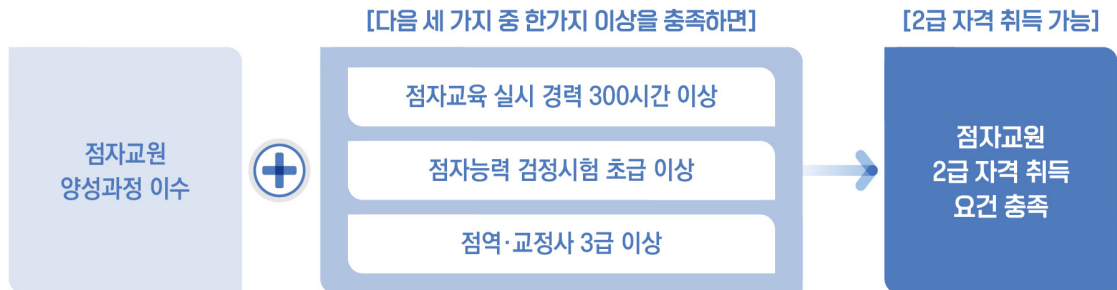 [다음 세 가지 중 한가지 이상을 충족하면]
[2급 자격 취득 가능]
점자교원
양성과정 이수
점자교육 실시 경력 300시간 이상
점자능력 검정시험 초급 이상
점역·교정사 3급 이상
점자교원
2급 자격 취득
요건 충족